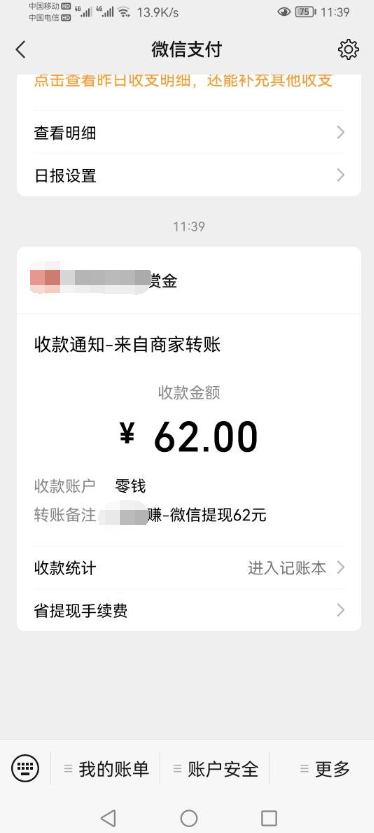 中国移动 HD 4G 4G 13.9K/s 75 11:39
中国电信 HD
微信支付
点击查看昨日收支明细，还能补充其他收支
查看明细
日报设置
11:39
赏金
收款通知-来自商家转账
收款金额
¥ 62.00
收款账户 零钱
转账备注 赚-微信提现62元
收款统计 进入记账本
省提现手续费
我的账单 账户安全 更多